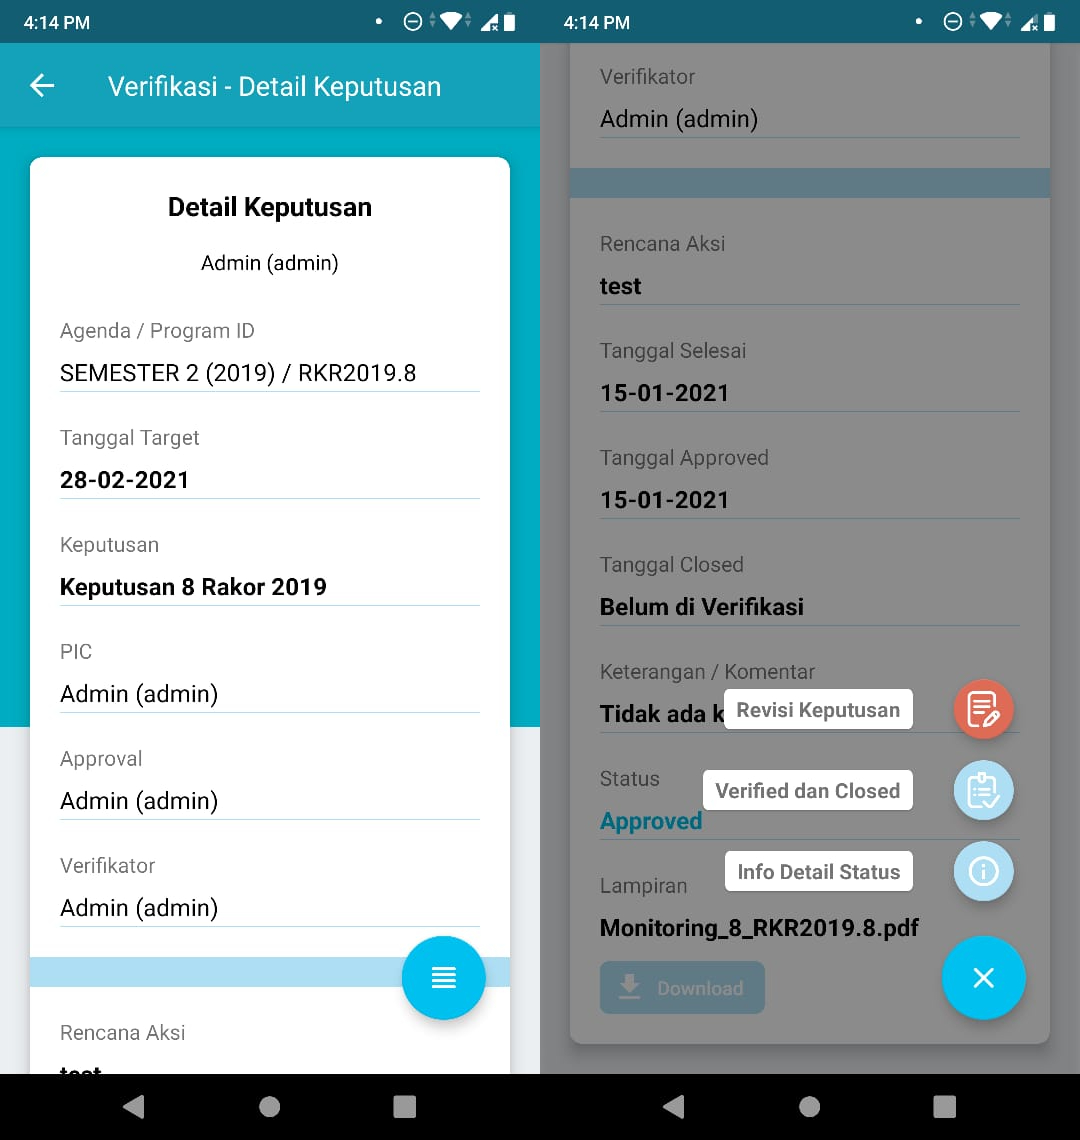 4:14 PM
Verifikasi - Detail Keputusan
Detail Keputusan
Admin (admin)
Agenda / Program ID
SEMESTER 2 (2019) / RKR2019.8
Tanggal Target
28-02-2021
Keputusan
Keputusan 8 Rakor 2019
PIC
Admin (admin)
Approval
Admin (admin)
Verifikator
Admin (admin)
Rencana Aksi
test
4:14 PM
Verifikator
Admin (admin)
Rencana Aksi
test
Tanggal Selesai
15-01-2021
Tanggal Approved
15-01-2021
Tanggal Closed
Belum di Verifikasi
Keterangan / Komentar
Tidak ada k
Revisi Keputusan
Status
Verified dan Closed
Approved
Info Detail Status
Lampiran
Monitoring_8_RKR2019.8.pdf
Download